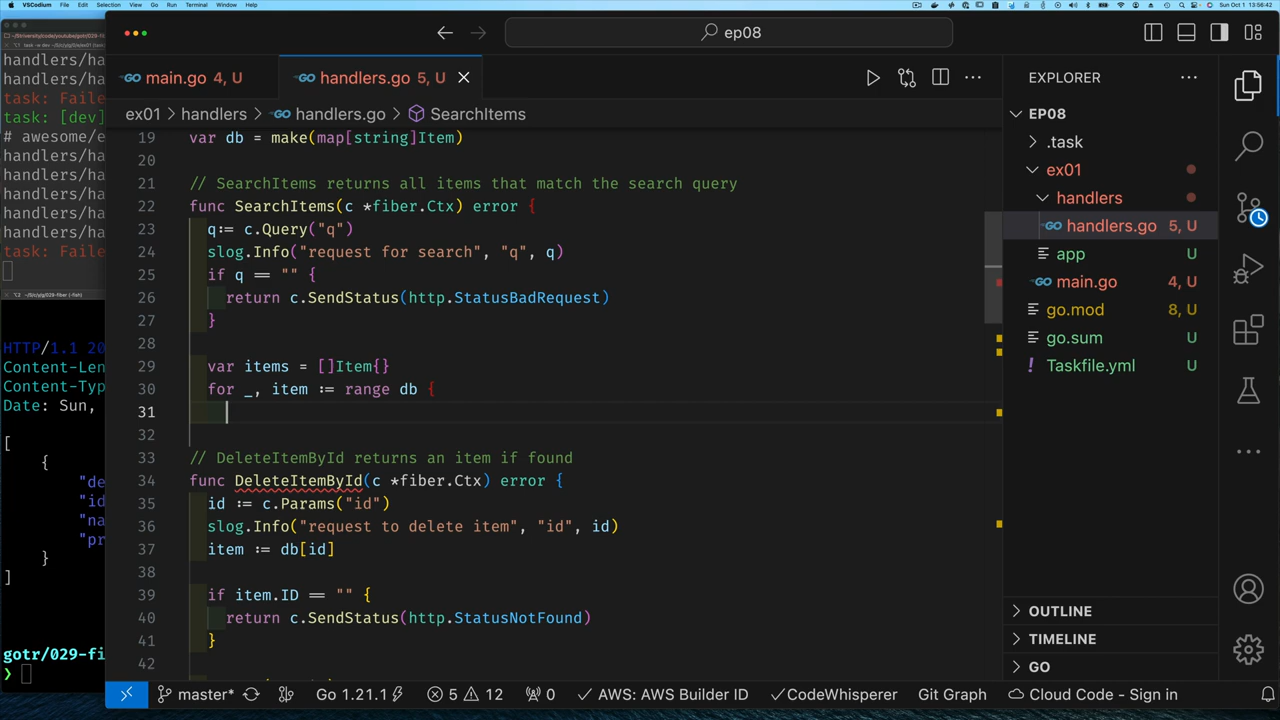 VSCodium File Edit Selection View Go Run Terminal Window Help
Sun Oct 1 13:58:42
handlers/ha
handlers/ha
task: Faile
task: [dev]
# awesome/e
handlers/ha
handlers/ha
handlers/ha
handlers/ha
handlers/ha
task: Faile
HTTP/1.1 20
Content-Len
Content-Typ
Date: Sun,
[
{
"de
"id
"na
"pr
}
]
gotr/029-fi
❯
ep08
main.go 4, U
handlers.go 5, U
ex01 > handlers > handlers.go > SearchItems
19 var db = make(map[string]Item)
20
21 // SearchItems returns all items that match the search query
22 func SearchItems(c *fiber.Ctx) error {
23 q:= c.Query("q")
24 slog.Info("request for search", "q", q)
25 if q == "" {
26 return c.SendStatus(http.StatusBadRequest)
27 }
28
29 var items = []Item{}
30 for _, item := range db {
31
32
33 // DeleteItemById returns an item if found
34 func DeleteItemById(c *fiber.Ctx) error {
35 id := c.Params("id")
36 slog.Info("request to delete item", "id", id)
37 item := db[id]
38
39 if item.ID == "" {
40 return c.SendStatus(http.StatusNotFound)
41 }
42
EXPLORER
EP08
.task
ex01
handlers
handlers.go 5, U
app U
main.go 4, U
go.mod 8, U
go.sum U
Taskfile.yml U
OUTLINE
TIMELINE
GO
master* Go 1.21.1 5 12 0 AWS: AWS Builder ID CodeWhisperer Git Graph Cloud Code - Sign in